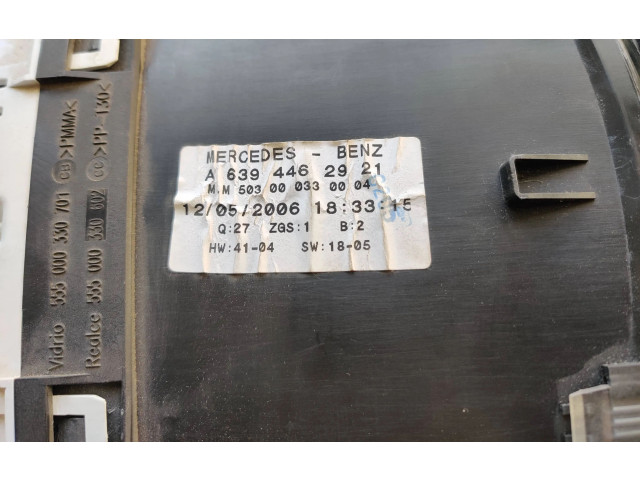 MERCEDES - BENZ
A 639 446 29 21
M.M 503 00 033 00 04
12/05/2006 18:33:15
Q:27 ZGS:1 B:2
HW:41-04 SW:18-05
Vidrio 355 000 330 701 >PMMA<
Realce 355 000 330 802 >PP-T30<